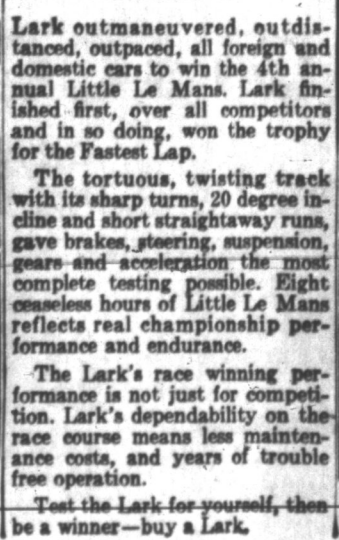 Lark outmaneuvered, outdis-
tanced, outpaced, all foreign and
domestic cars to win the 4th an-
nual Little Le Mans. Lark fin-
ished first, over all competitors
and in so doing, won the trophy
for the Fastest Lap.
The tortuous, twisting track
with its sharp turns, 20 degree in-
cline and short straightaway runs,
gave brakes, steering, suspension,
gears and acceleration the most
complete testing possible. Eight
ceaseless hours of Little Le Mans
reflects real championship per-
formance and endurance.
The Lark's race winning per-
formance is not just for competi-
tion. Lark's dependability on the
race course means less mainten-
ance costs, and years of trouble
free operation.
Test the Lark for yourself, then
be a winner—buy a Lark.